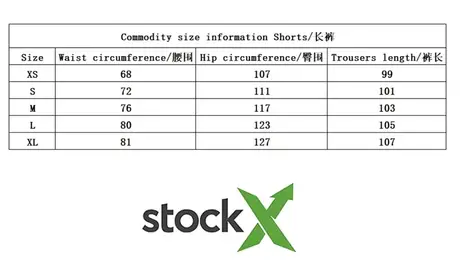 Commodity size information Shorts/长裤
Size Waist circumference/腰围 Hip circumference/臀围 Trousers length/裤长
XS 68 107 99
S 72 111 101
M 76 117 103
L 80 123 105
XL 81 127 107
stockX